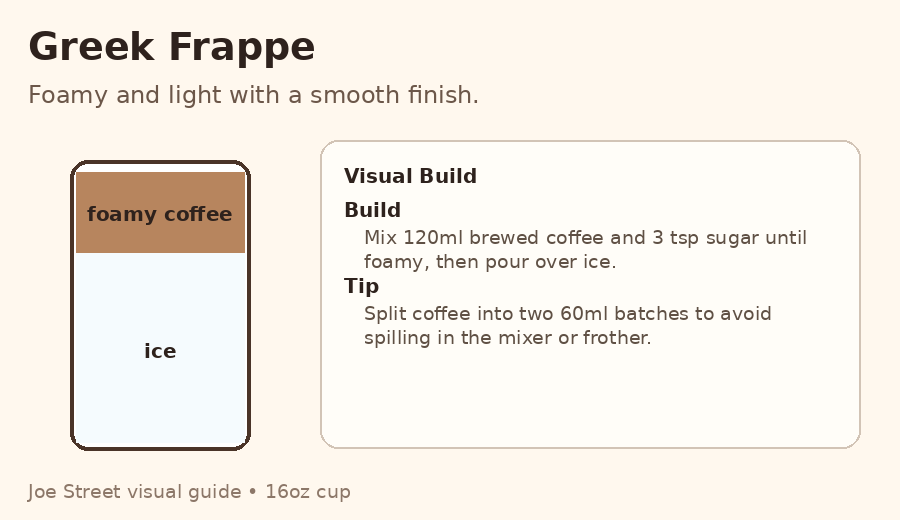 Greek Frappe
Foamy and light with a smooth finish.
foamy coffee
ice
Visual Build
Build
Mix 120ml brewed coffee and 3 tsp sugar until
foamy, then pour over ice.
Tip
Split coffee into two 60ml batches to avoid
spilling in the mixer or frother.
Joe Street visual guide • 16oz cup